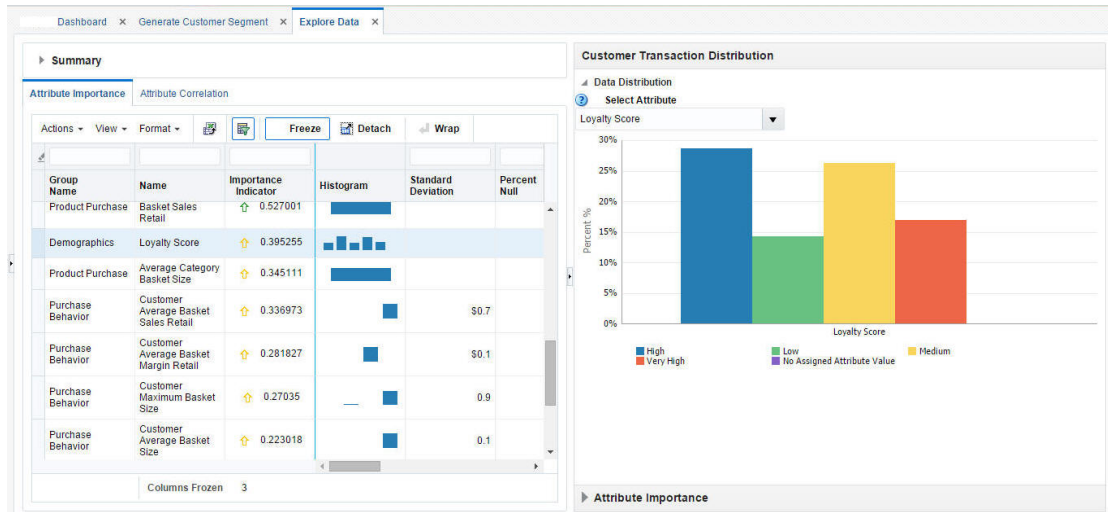 Dashboard × Generate Customer Segment × Explore Data ×
Summary
Attribute Importance Attribute Correlation
Actions View Format Freeze Detach Wrap
Group Name Name Importance Indicator Histogram Standard Deviation Percent Null
Product Purchase Basket Sales Retail 0.527001
Demographics Loyalty Score 0.395255
Product Purchase Average Category Basket Size 0.345111
Purchase Behavior Customer Average Basket Sales Retail 0.336973 $0.7
Purchase Behavior Customer Average Basket Margin Retail 0.281827 $0.1
Purchase Behavior Customer Maximum Basket Size 0.27035 0.9
Purchase Behavior Customer Average Basket Size 0.223018 0.1
Columns Frozen 3
Customer Transaction Distribution
Data Distribution
? Select Attribute
Loyalty Score
30%
25%
20%
15%
10%
5%
0%
Percent %
Loyalty Score
High Low Medium
Very High No Assigned Attribute Value
Attribute Importance